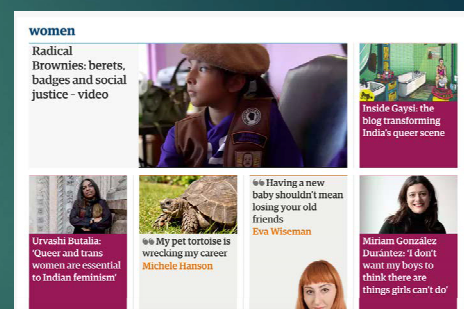 women
Radical
Brownies: berets,
badges and social
justice – video
Inside Gaysi: the
blog transforming
India's queer scene
Urvashi Butalia:
'Queer and trans
women are essential
to Indian feminism'
My pet tortoise is
wrecking my career
Michele Hanson
Having a new
baby shouldn't mean
losing your old
friends
Eva Wiseman
Miriam González
Durántez: 'I don't
want my boys to
think there are
things girls can't do'